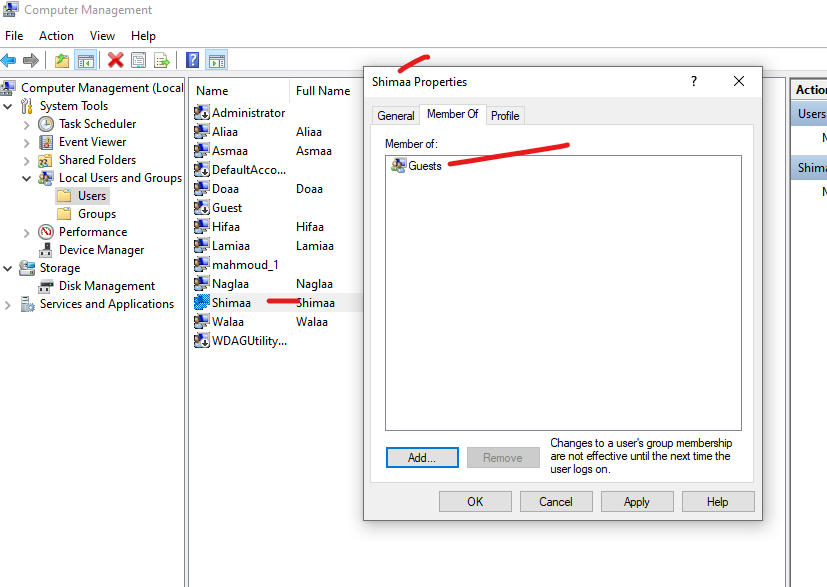 Computer Management
File Action View Help
Computer Management (Local
System Tools
Task Scheduler
Event Viewer
Shared Folders
Local Users and Groups
Users
Groups
Performance
Device Manager
Storage
Disk Management
Services and Applications
Name Full Name
Administrator
Aliaa Aliaa
Asmaa Asmaa
DefaultAcco...
Doaa Doaa
Guest
Hifaa Hifaa
Lamiaa Lamiaa
mahmoud_1
Naglaa Naglaa
Shimaa Shimaa
Walaa Walaa
WDAGUtility...
Shimaa Properties ?
General Member Of Profile
Member of:
Guests
Add... Remove
Changes to a user's group membership
are not effective until the next time the
user logs on.
OK Cancel Apply Help
Action
Users
Shima